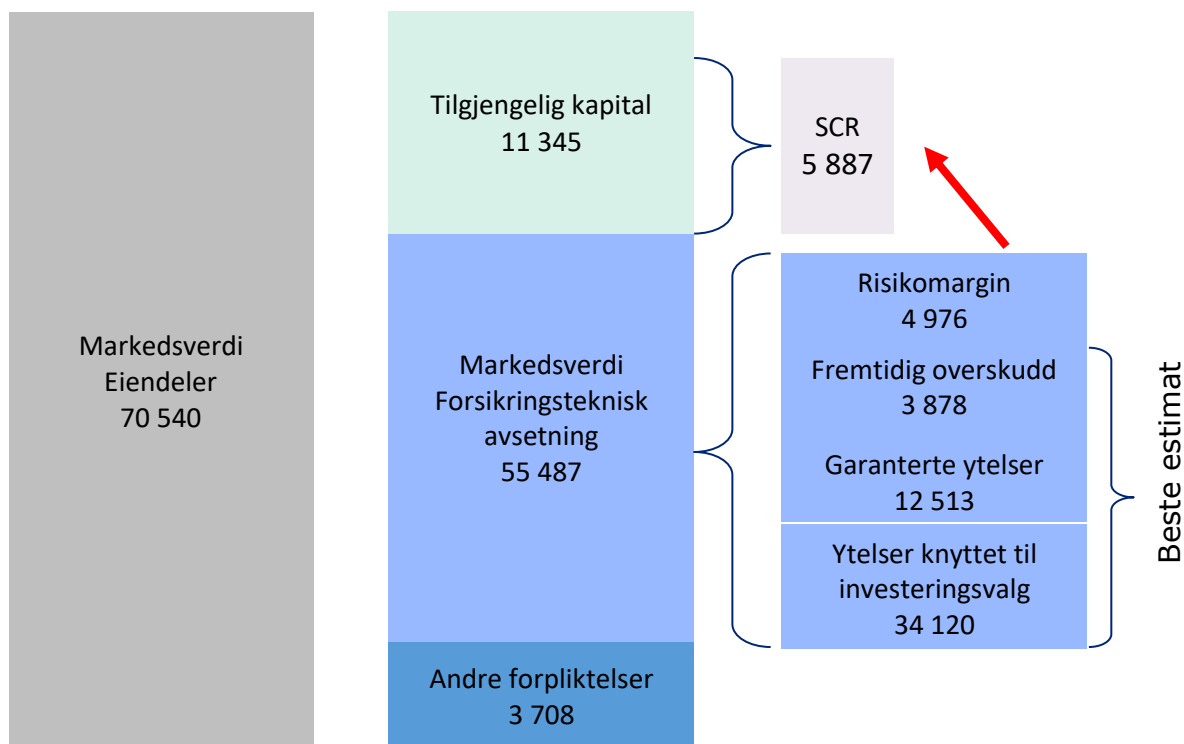 Markedsverdi
Eiendeler
70 540
Tilgjengelig kapital
11 345
Markedsverdi
Forsikringsteknisk
avsetning
55 487
Andre forpliktelser
3 708
SCR
5 887
Risikomargin
4 976
Fremtidig overskudd
3 878
Garanterte ytelser
12 513
Ytelser knyttet til
investeringsvalg
34 120
Beste estimat